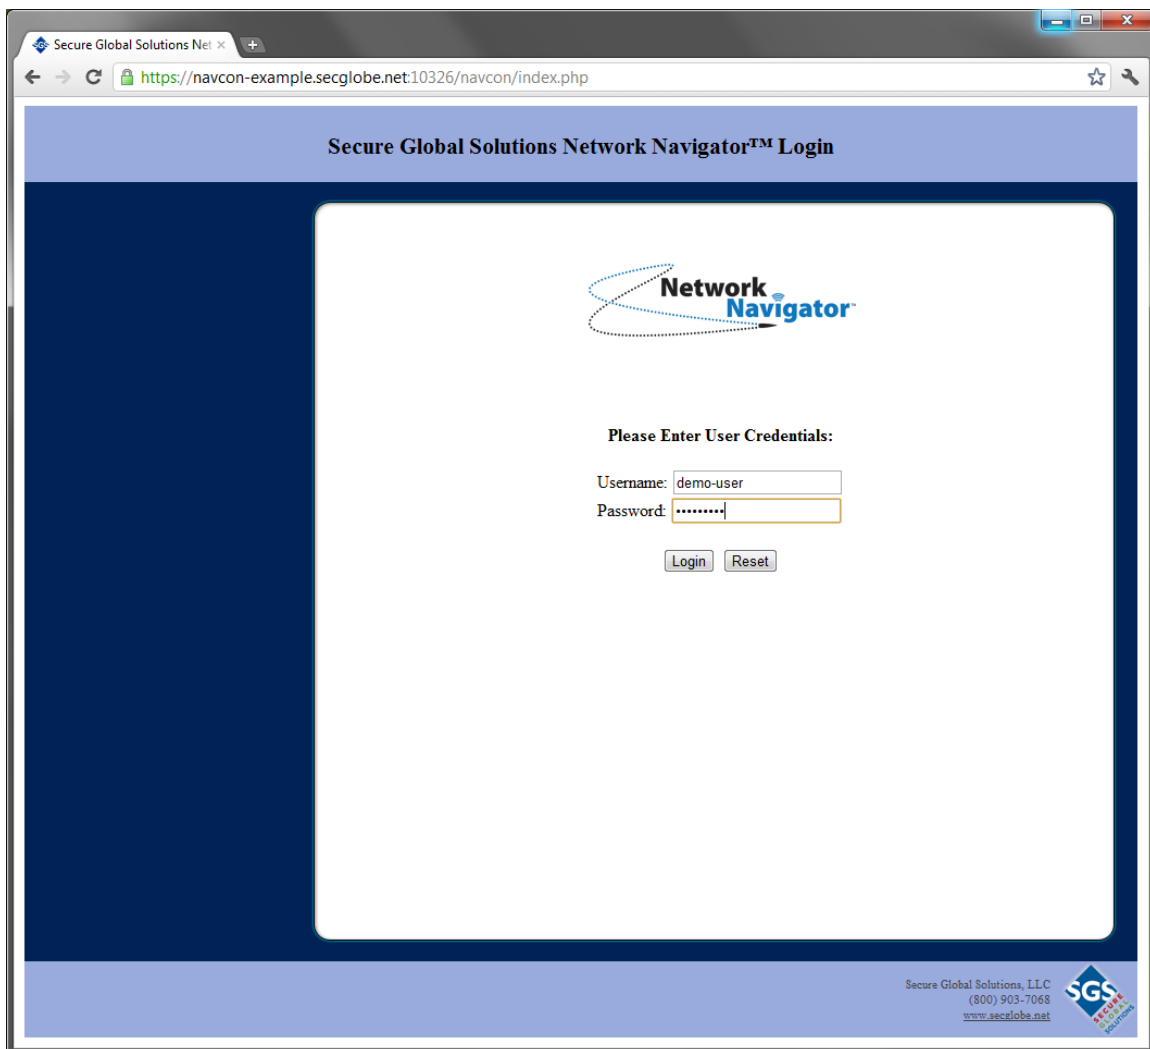 Secure Global Solutions Net
https://navcon-example.secglobe.net:10326/navcon/index.php
Secure Global Solutions Network Navigator™ Login
Network
Navigator™
Please Enter User Credentials:
Username: demo-user
Password: •••••••••
Login Reset
Secure Global Solutions, LLC
(800) 903-7068
www.secglobe.net
SGS
SECURE
GLOBAL
SOLUTIONS